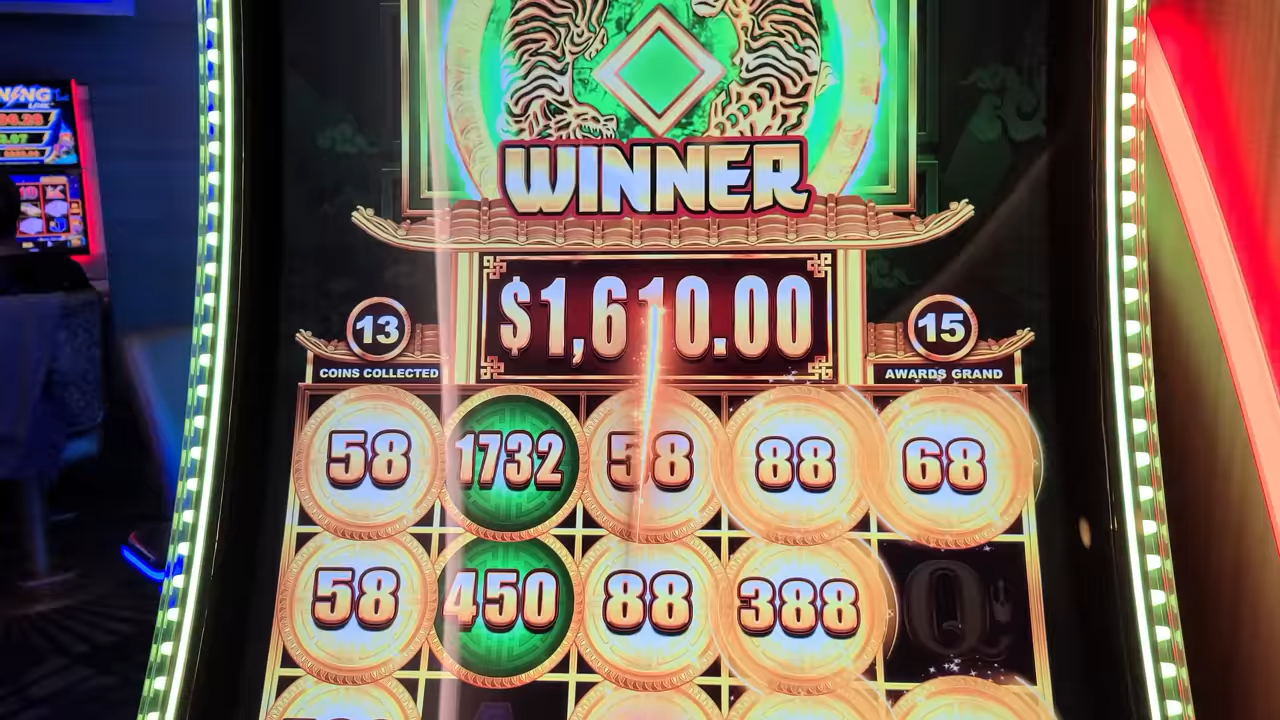 WINNER
$1,610.00
13
15
COINS COLLECTED
AWARDS GRAND
58 1732 58 88 68
58 450 88 388
Q